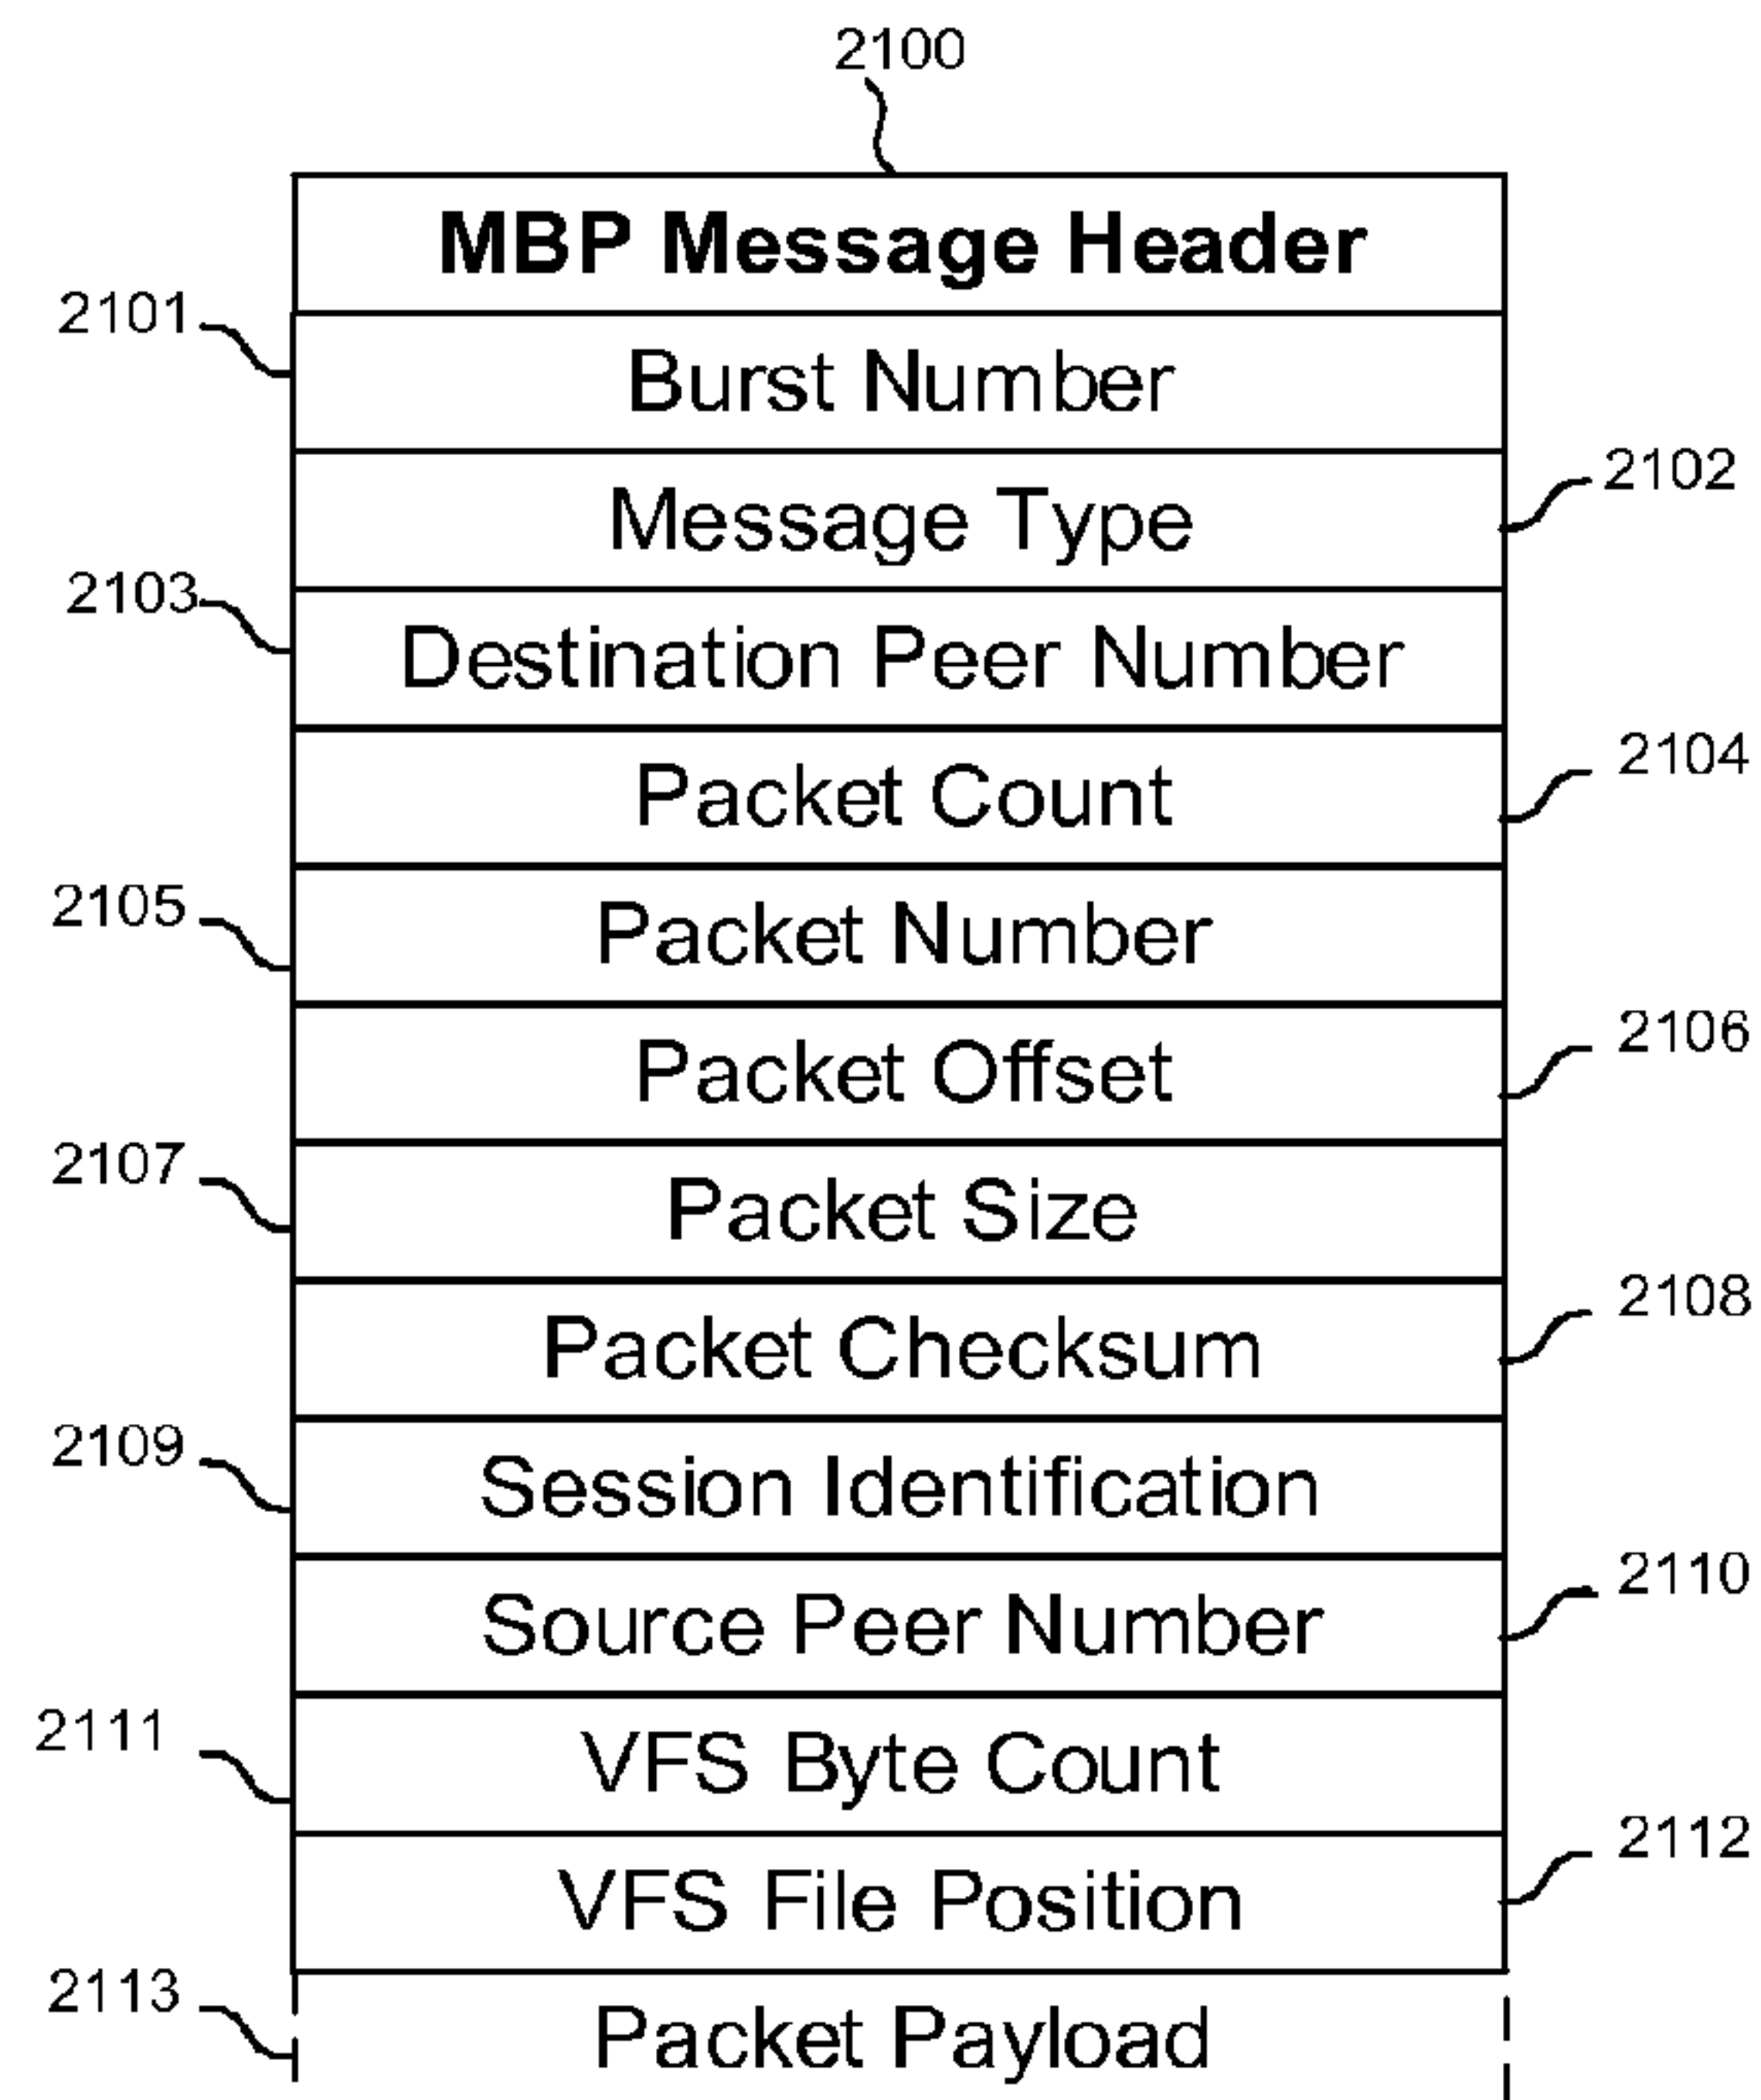 2100
MBP Message Header
2101
Burst Number
2102
Message Type
2103
Destination Peer Number
2104
Packet Count
2105
Packet Number
2106
Packet Offset
2107
Packet Size
2108
Packet Checksum
2109
Session Identification
2110
Source Peer Number
2111
VFS Byte Count
2112
VFS File Position
2113
Packet Payload